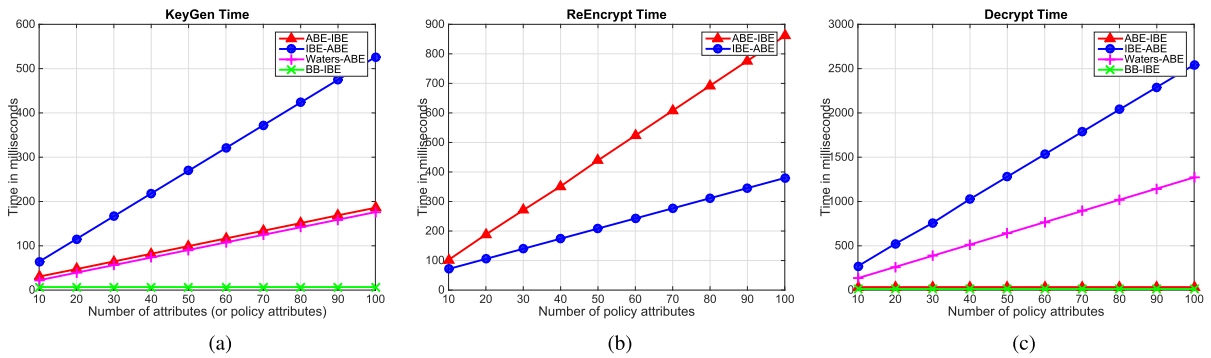 KeyGen Time
600
500
400
300
200
100
0
Time in milliseconds
ABE-IBE
IBE-ABE
Waters-ABE
BB-IBE
10 20 30 40 50 60 70 80 90 100
Number of attributes (or policy attributes)
(a)
ReEncrypt Time
900
800
700
600
500
400
300
200
100
0
Time in milliseconds
ABE-IBE
IBE-ABE
10 20 30 40 50 60 70 80 90 100
Number of policy attributes
(b)
Decrypt Time
3000
2500
2000
1500
1000
500
0
Time in milliseconds
ABE-IBE
IBE-ABE
Waters-ABE
BB-IBE
10 20 30 40 50 60 70 80 90 100
Number of policy attributes
(c)